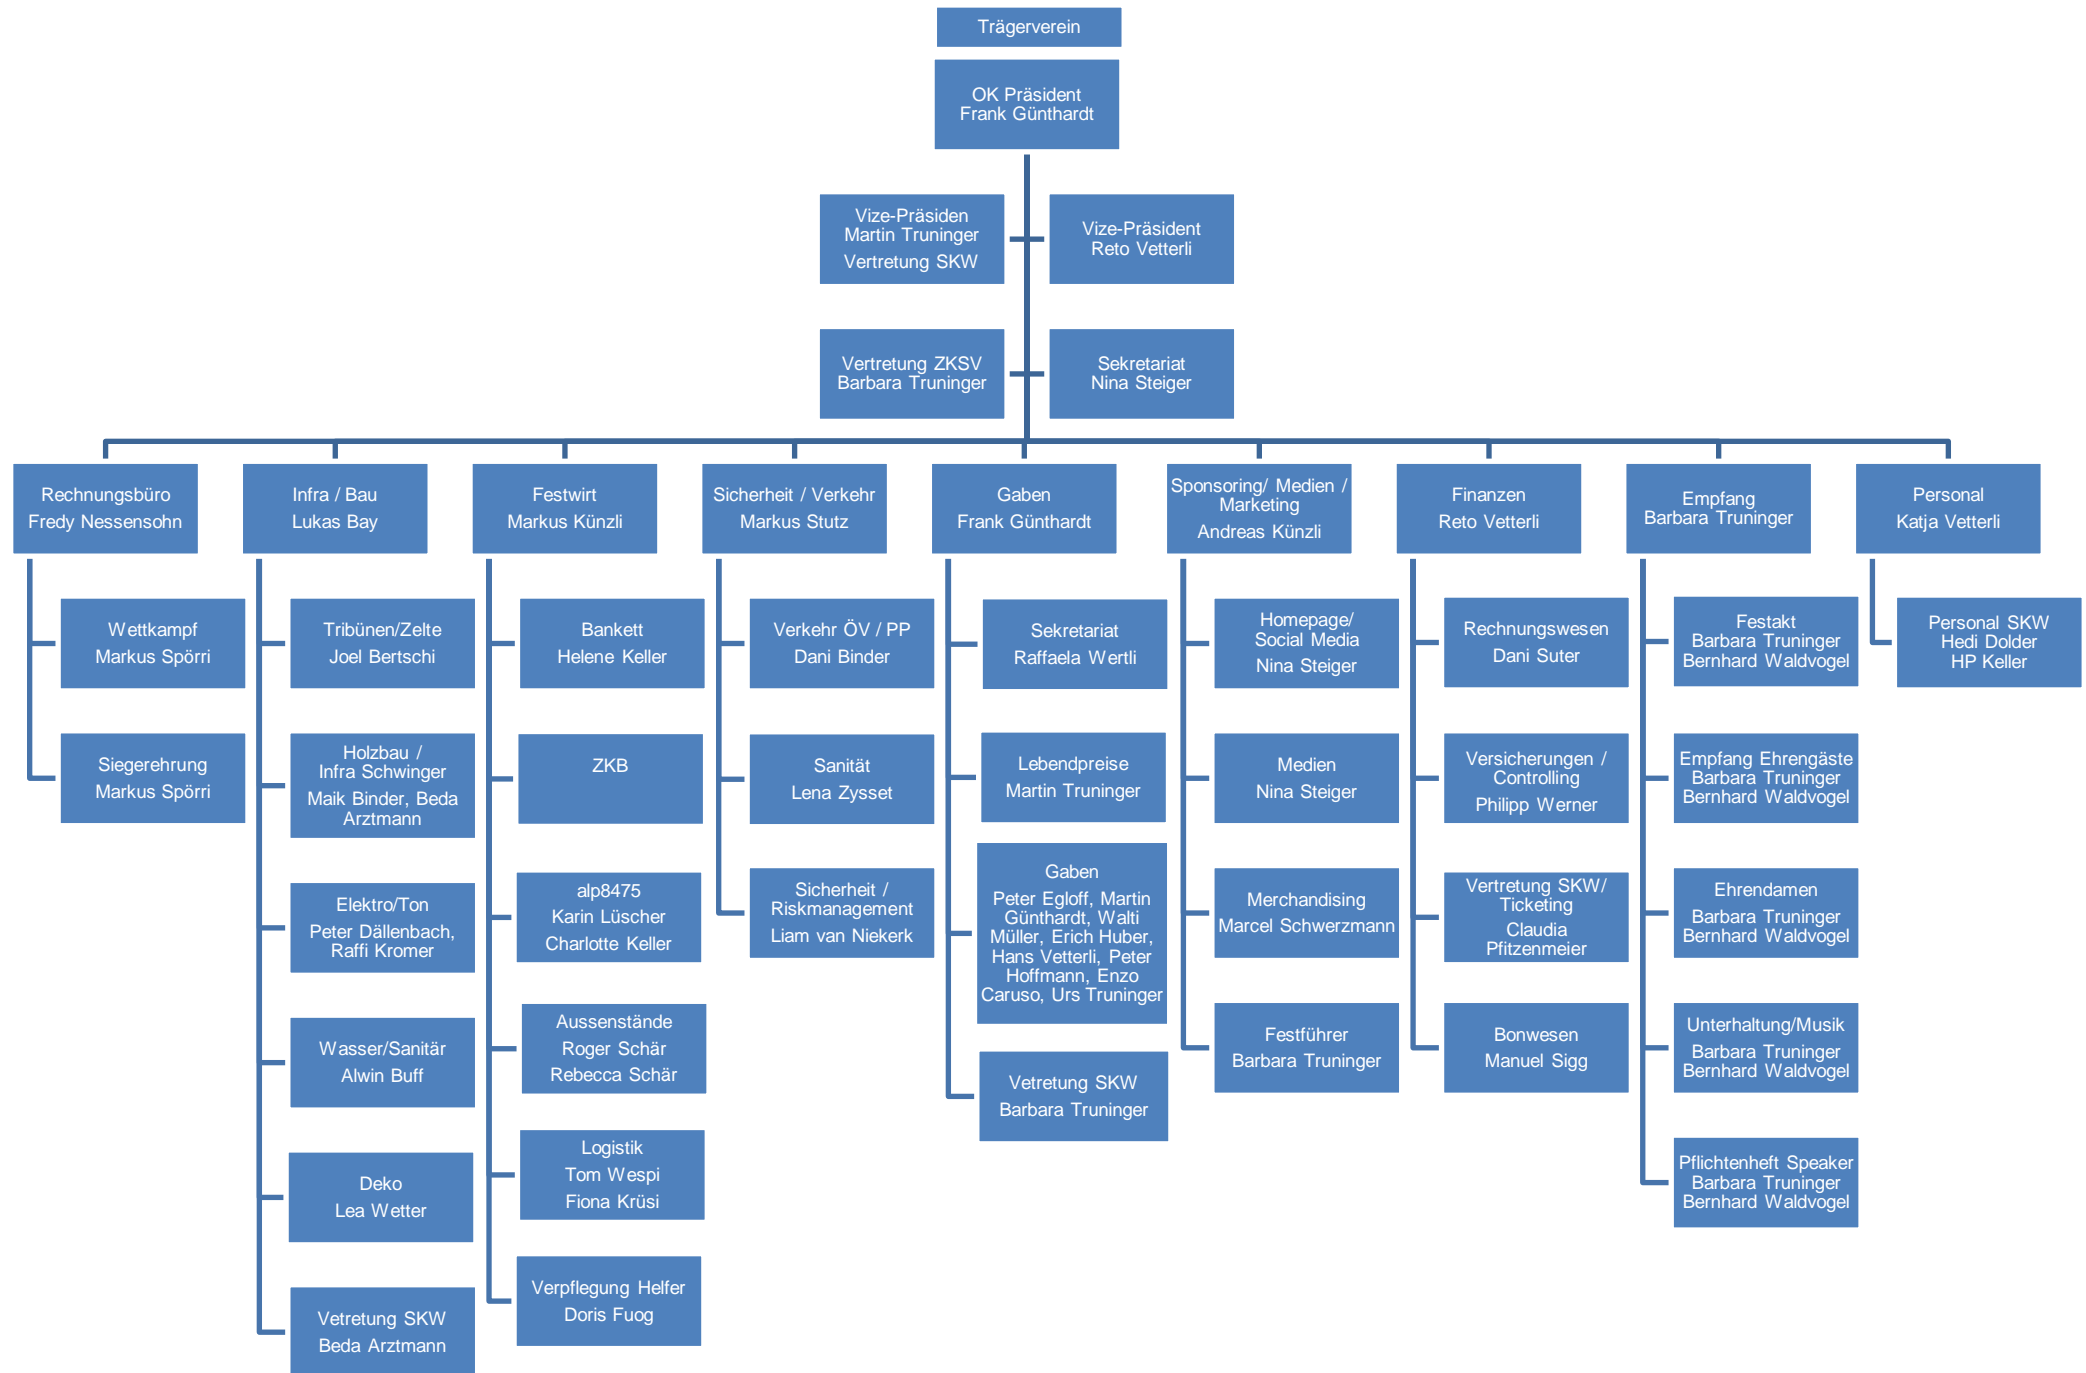 Trägerverein
OK Präsident
Frank Günthardt
Vize-Präsiden
Martin Truninger
Vertretung SKW
Vize-Präsident
Reto Vetterli
Vertretung ZKSV
Barbara Truninger
Sekretariat
Nina Steiger
Rechnungsbüro
Fredy Nessensohn
Wettkampf
Markus Spörri
Siegerehrung
Markus Spörri
Infra / Bau
Lukas Bay
Tribünen/Zelte
Joel Bertschi
Holzbau /
Infra Schwinger
Maik Binder, Beda
Arztmann
Elektro/Ton
Peter Dällenbach,
Raffi Kromer
Wasser/Sanitär
Alwin Buff
Deko
Lea Wetter
Vetretung SKW
Beda Arztmann
Festwirt
Markus Künzli
Bankett
Helene Keller
ZKB
alp8475
Karin Lüscher
Charlotte Keller
Aussenstände
Roger Schär
Rebecca Schär
Logistik
Tom Wespi
Fiona Krüsi
Verpflegung Helfer
Doris Fuog
Sicherheit / Verkehr
Markus Stutz
Verkehr ÖV / PP
Dani Binder
Sanität
Lena Zysset
Sicherheit /
Riskmanagement
Liam van Niekerk
Gaben
Frank Günthardt
Sekretariat
Raffaela Wertli
Lebendpreise
Martin Truninger
Gaben
Peter Egloff, Martin
Günthardt, Walti
Müller, Erich Huber,
Hans Vetterli, Peter
Hoffmann, Enzo
Caruso, Urs Truninger
Vetretung SKW
Barbara Truninger
Sponsoring/ Medien /
Marketing
Andreas Künzli
Homepage/
Social Media
Nina Steiger
Medien
Nina Steiger
Merchandising
Marcel Schwerzmann
Festführer
Barbara Truninger
Finanzen
Reto Vetterli
Rechnungswesen
Dani Suter
Versicherungen /
Controlling
Philipp Werner
Vertretung SKW/
Ticketing
Claudia
Pfitzenmeier
Bonwesen
Manuel Sigg
Empfang
Barbara Truninger
Festakt
Barbara Truninger
Bernhard Waldvogel
Empfang Ehrengäste
Barbara Truninger
Bernhard Waldvogel
Ehrendamen
Barbara Truninger
Bernhard Waldvogel
Unterhaltung/Musik
Barbara Truninger
Bernhard Waldvogel
Pflichtenheft Speaker
Barbara Truninger
Bernhard Waldvogel
Personal
Katja Vetterli
Personal SKW
Hedi Dolder
HP Keller